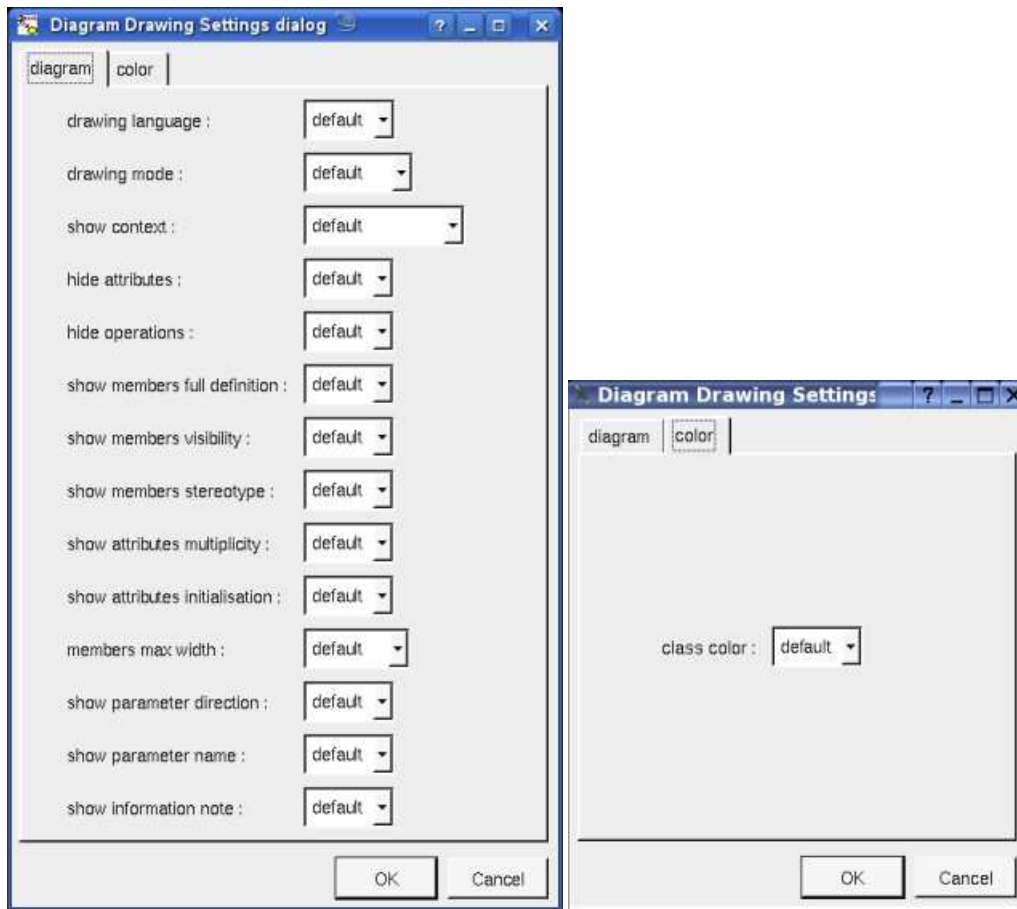 Diagram Drawing Settings dialog
diagram color
drawing language : default
drawing mode : default
show context : default
hide attributes : default
hide operations : default
show members full definition : default
show members visibility : default
show members stereotype : default
show attributes multiplicity : default
show attributes initialisation : default
members max width : default
show parameter direction : default
show parameter name : default
show information note : default
OK Cancel
Diagram Drawing Settings
diagram color
class color : default
OK Cancel